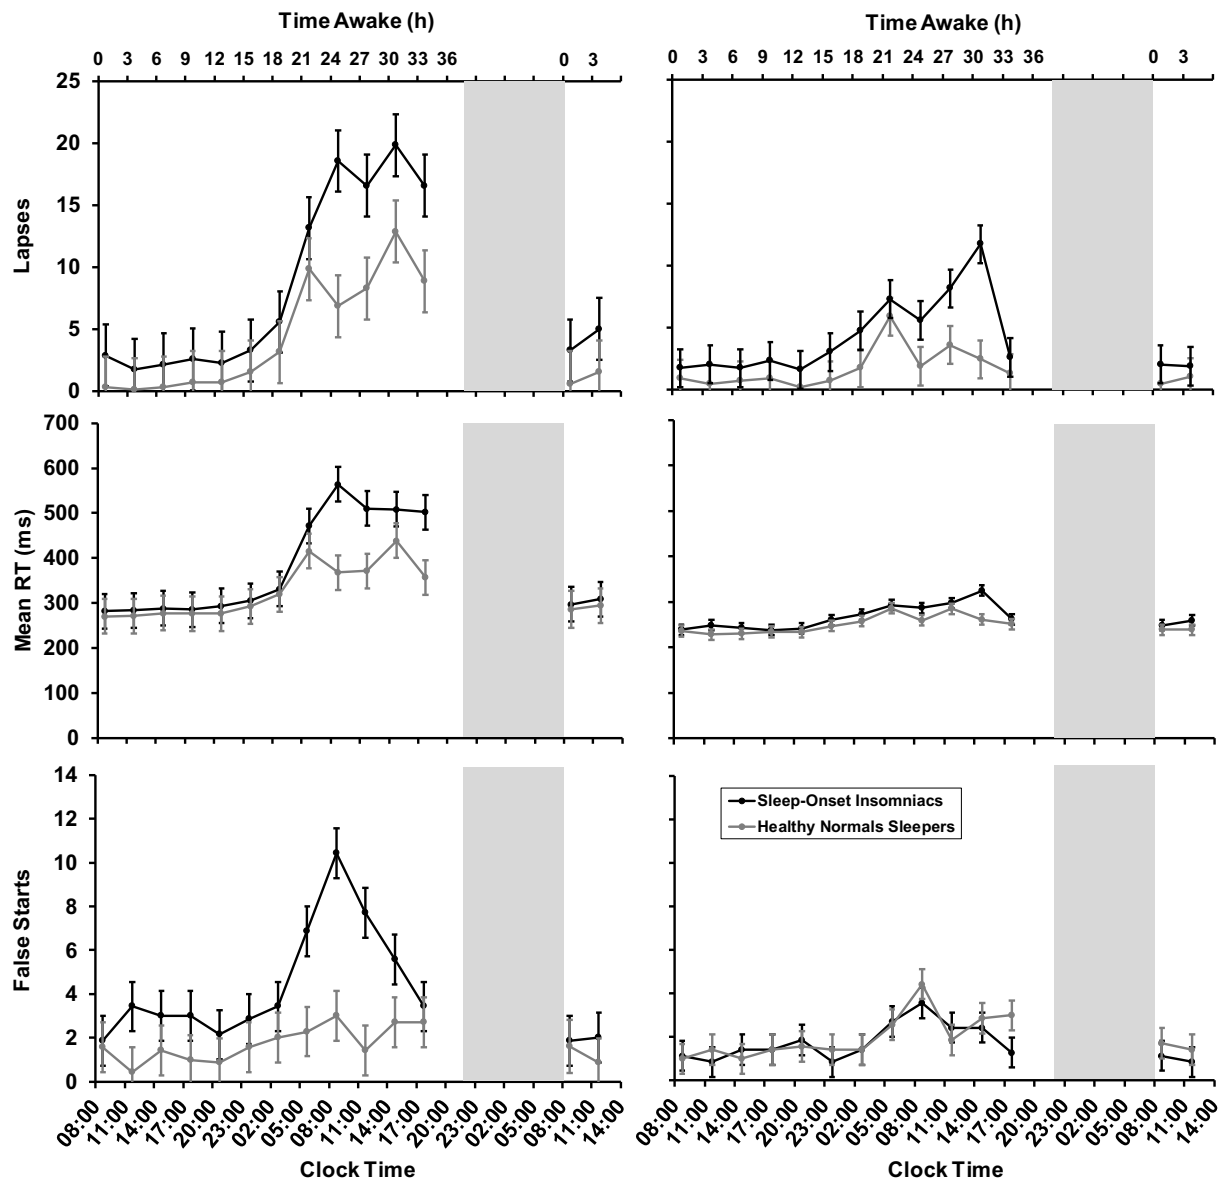 Time Awake (h)
Time Awake (h)
0 3 6 9 12 15 18 21 24 27 30 33 36 0 3
0 3 6 9 12 15 18 21 24 27 30 33 36 0 3
25
20
15
10
5
0
Lapses
700
600
500
400
300
200
100
0
Mean RT (ms)
14
12
10
8
6
4
2
0
False Starts
Sleep-Onset Insomniacs
Healthy Normals Sleepers
08:00 11:00 14:00 17:00 20:00 23:00 02:00 05:00 08:00 11:00 14:00 17:00 20:00 23:00 02:00 05:00 08:00 11:00 14:00
08:00 11:00 14:00 17:00 20:00 23:00 02:00 05:00 08:00 11:00 14:00 17:00 20:00 23:00 02:00 05:00 08:00 11:00 14:00
Clock Time
Clock Time